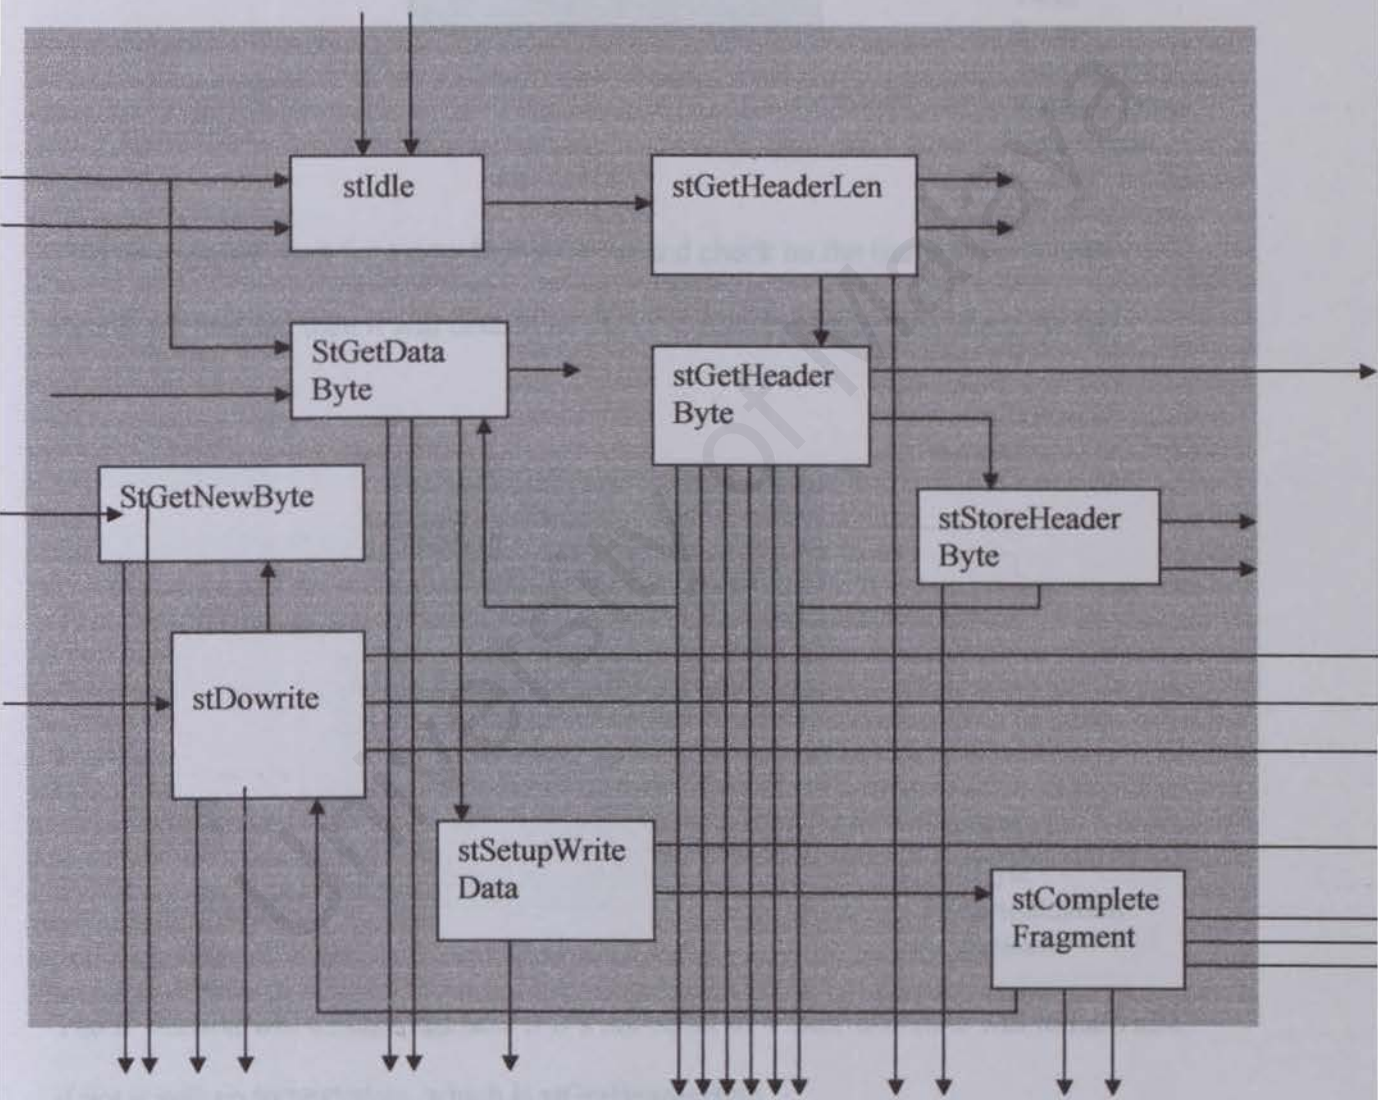 stIdle
stGetHeaderLen
StGetData
Byte
stGetHeader
Byte
StGetNewByte
stStoreHeader
Byte
stDowrite
stSetupWrite
Data
stComplete
Fragment